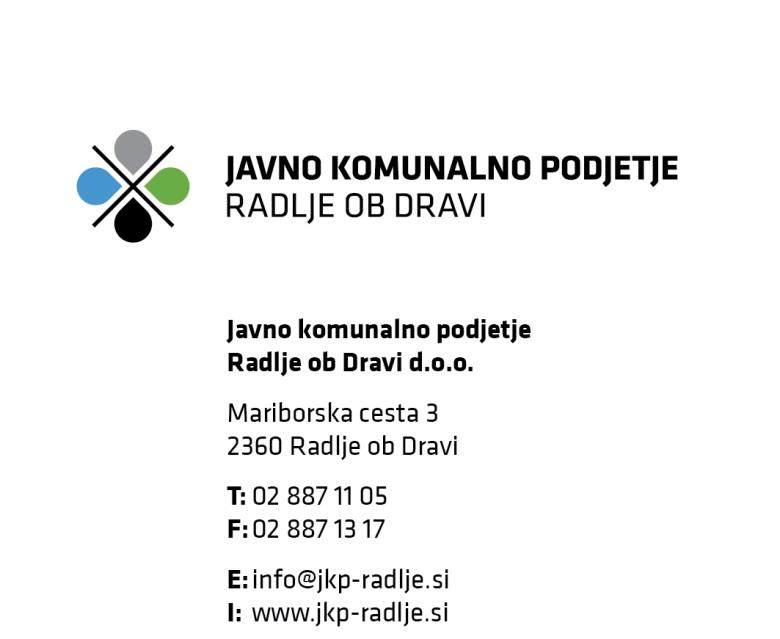 JAVNO KOMUNALNO PODJETJE
RADLJE OB DRAVI
Javno komunalno podjetje
Radlje ob Dravi d.o.o.
Mariborska cesta 3
2360 Radlje ob Dravi
T: 02 887 11 05
F: 02 887 13 17
E: info@jkp-radlje.si
I: www.jkp-radlje.si